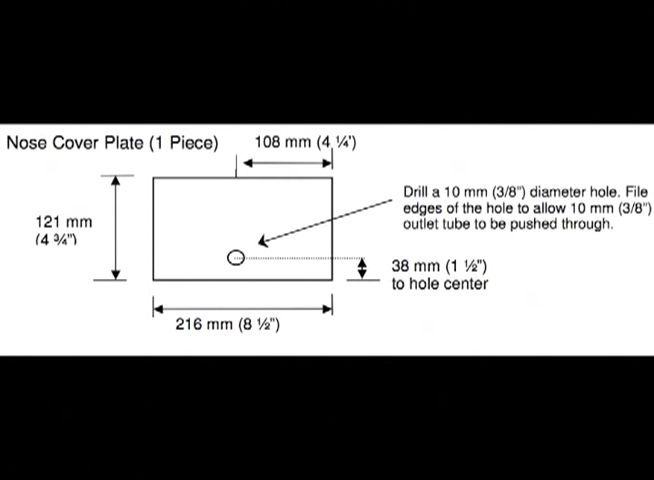 Nose Cover Plate (1 Piece)
108 mm (4 ¼')
Drill a 10 mm (3/8") diameter hole. File
edges of the hole to allow 10 mm (3/8")
outlet tube to be pushed through.
121 mm
(4 ¾")
38 mm (1 ½")
to hole center
216 mm (8 ½")